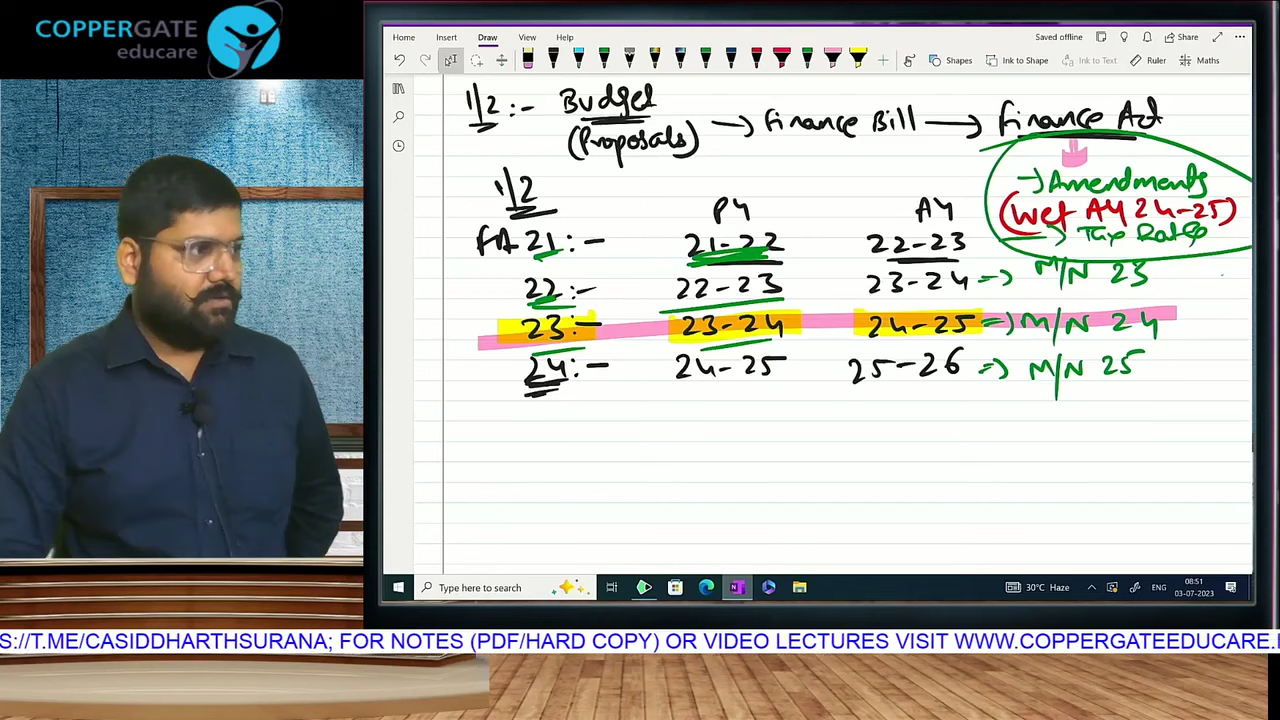 COPPERGATE
educare
Home Insert Draw View Help
Saved offline
Share
Shapes
Ink to Shape
Ink to Text
Ruler
Maths
1/2 :- Budget (Proposals) → Finance Bill → Finance Act
→ Amendments
(wef AY 24-25)
→ Tax Rates
1/2
PY AY
FA 21 :- 21-22 22-23
22 :- 22-23 23-24 => M/N 23
23 :- 23-24 24-25 => M/N 24
24 :- 24-25 25-26 => M/N 25
Type here to search
30°C Haze
ENG
08:51
03-07-2023
S://T.ME/CASIDDHARTHSURANA; FOR NOTES (PDF/HARD COPY) OR VIDEO LECTURES VISIT WWW.COPPERGATEEDUCARE.